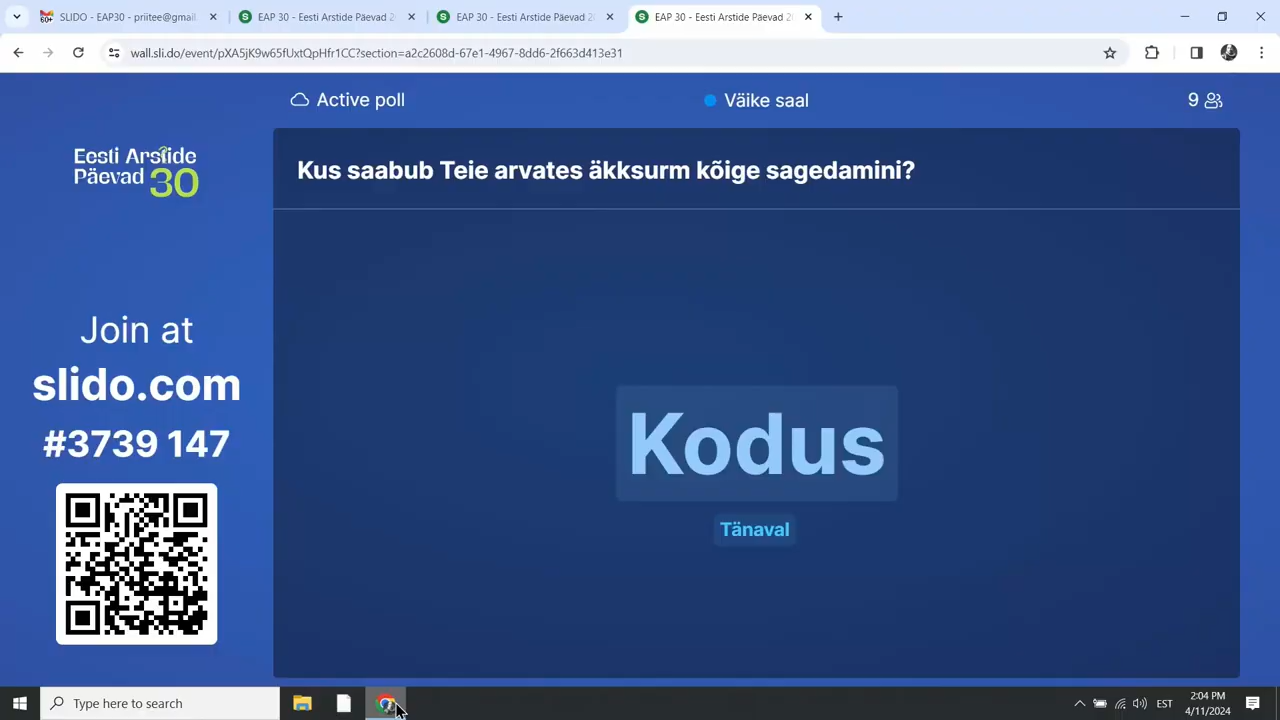 SLIDO - EAP30 - priitee@gmail.
EAP 30 - Eesti Arstide Päevad 2
EAP 30 - Eesti Arstide Päevad 2
EAP 30 - Eesti Arstide Päevad 2
wall.sli.do/event/pXA5jK9w65fUxtQpHfr1CC?section=a2c2608d-67e1-4967-8dd6-2f663d413e31
Active poll
Väike saal
9
Eesti Arstide
Päevad 30
Kus saabub Teie arvates äkksurm kõige sagedamini?
Join at
slido.com
#3739 147
Kodus
Tänaval
Type here to search
EST
2:04 PM
4/11/2024